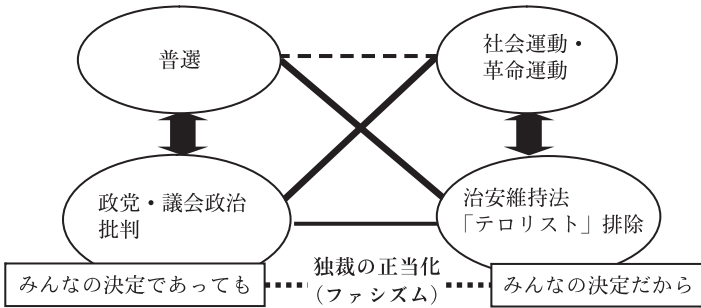 普選
社会運動・
革命運動
政党・議会政治
批判
治安維持法
「テロリスト」排除
みんなの決定であっても
独裁の正当化
（ファシズム）
みんなの決定だから